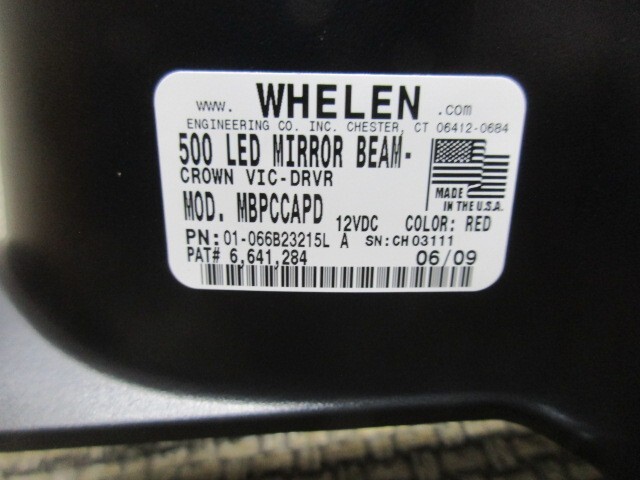 www. WHELEN .com
ENGINEERING CO. INC. CHESTER, CT 06412-0684
500 LED MIRROR BEAM-
CROWN VIC-DRVR
MADE IN THE U.S.A.
MOD. MBPCCAPD 12VDC COLOR: RED
PN: 01-066B23215L A SN:CH03111
PAT# 6,641,284 06/09